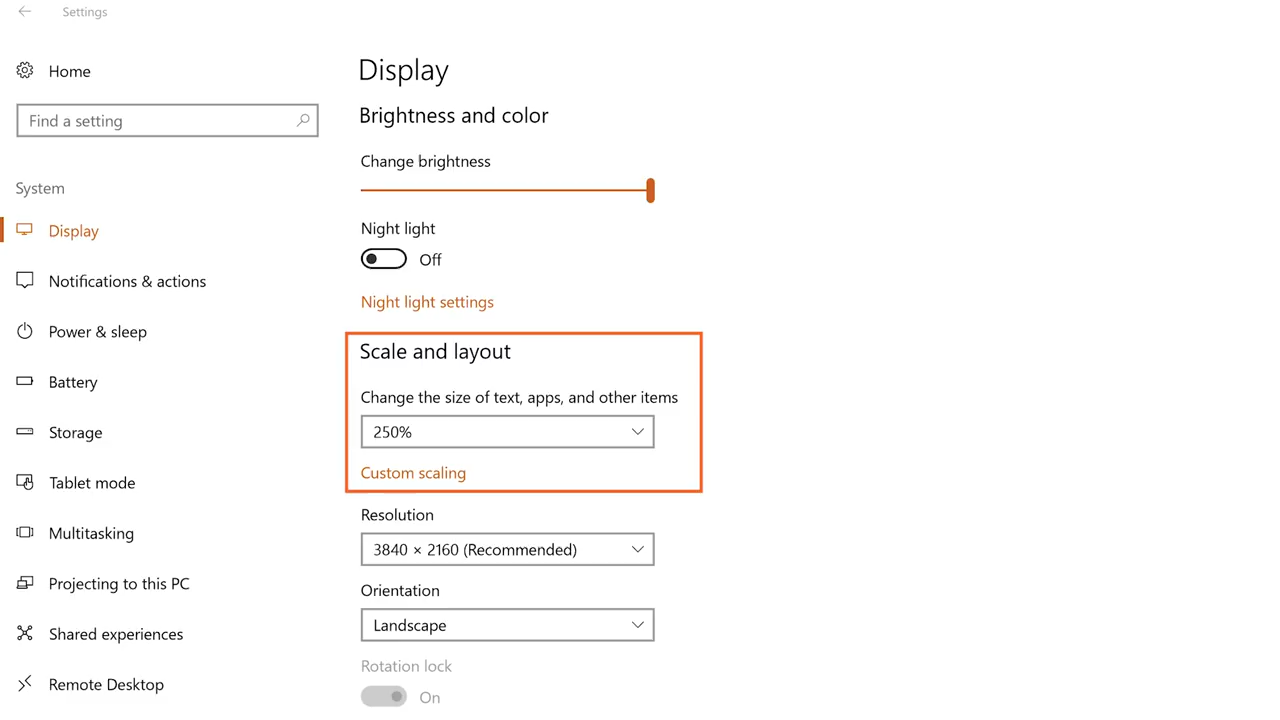 Settings
Home
Find a setting
System
Display
Notifications & actions
Power & sleep
Battery
Storage
Tablet mode
Multitasking
Projecting to this PC
Shared experiences
Remote Desktop
Display
Brightness and color
Change brightness
Night light
Off
Night light settings
Scale and layout
Change the size of text, apps, and other items
250%
Custom scaling
Resolution
3840 × 2160 (Recommended)
Orientation
Landscape
Rotation lock
On